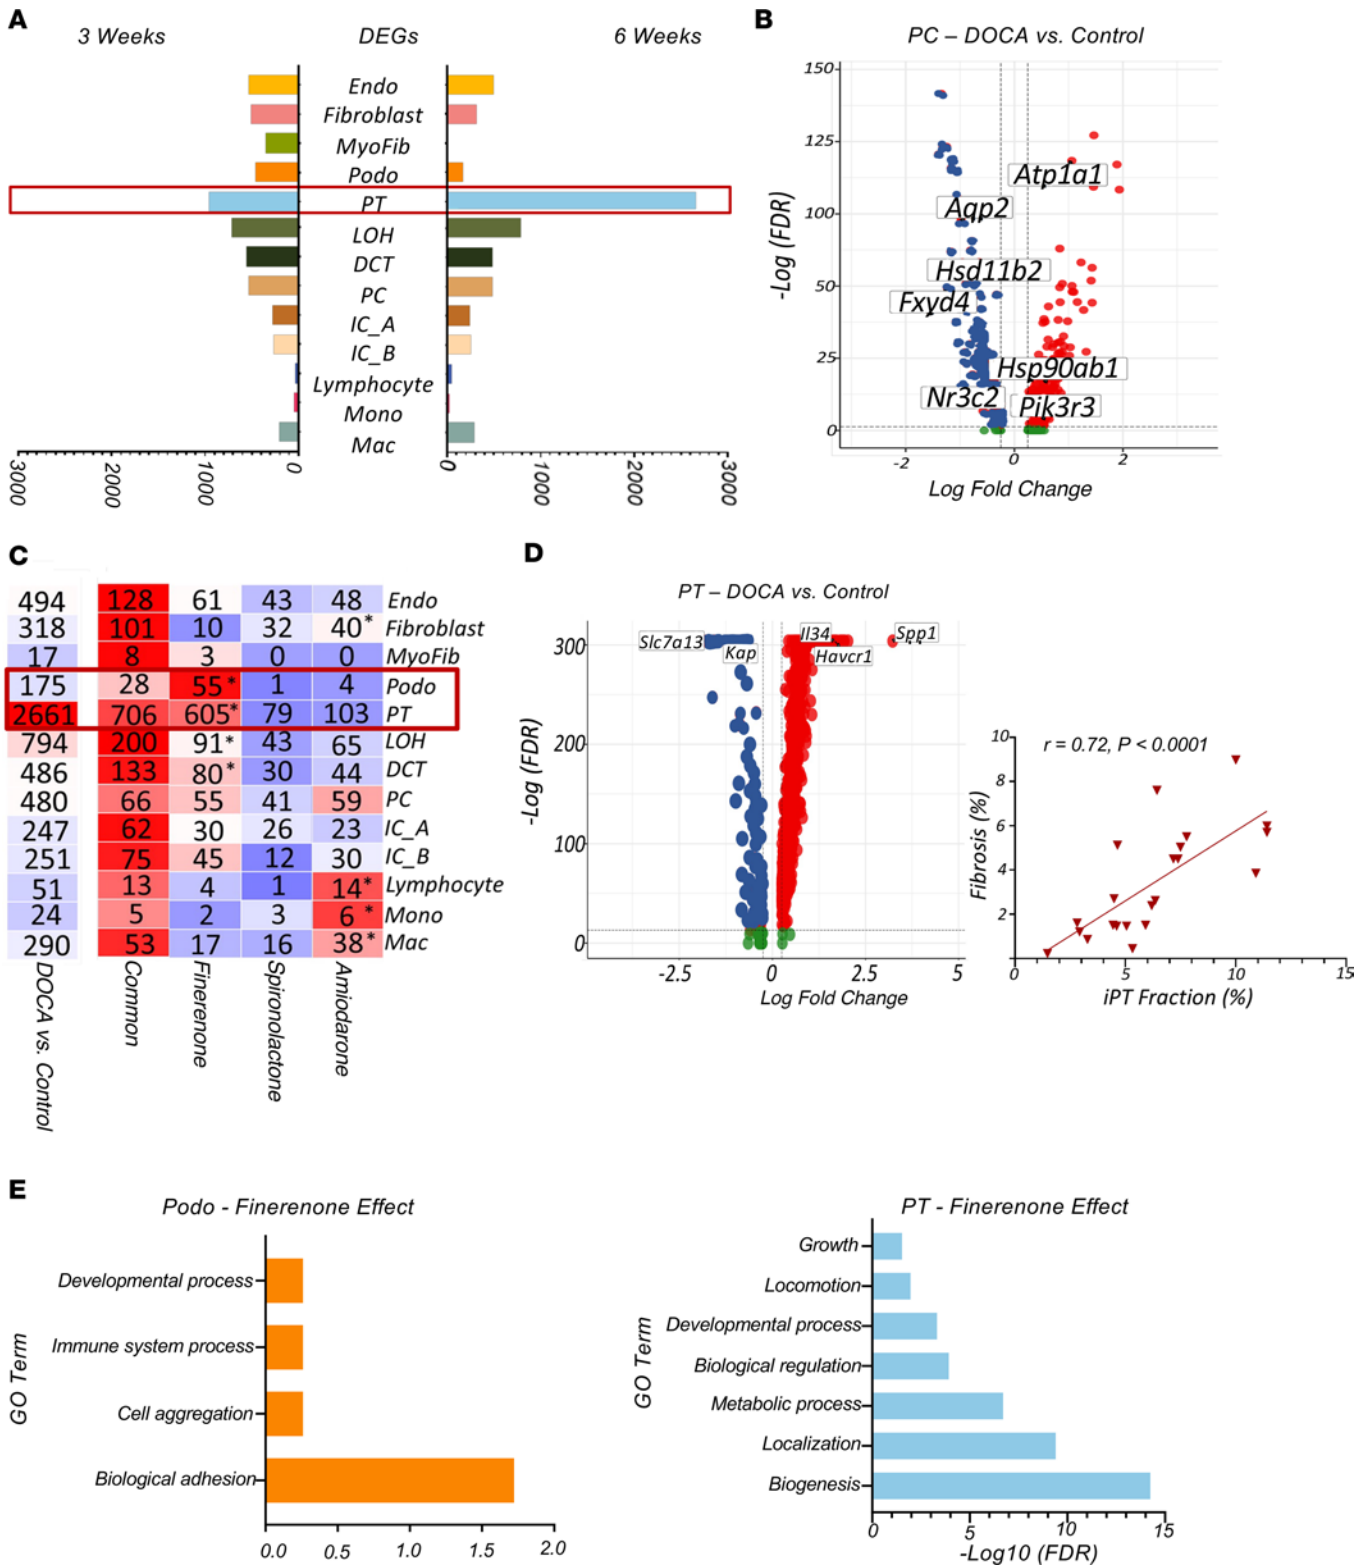 A
3 Weeks DEGs 6 Weeks
Endo
Fibroblast
MyoFib
Podo
PT
LOH
DCT
PC
IC_A
IC_B
Lymphocyte
Mono
Mac
3000 2000 1000 0 0 10000 20000 30000
B
PC – DOCA vs. Control
150
125
100
75
50
25
0
-Log (FDR)
Atp1a1
Aqp2
Hsd11b2
Fxyd4
Hsp90ab1
Nr3c2
Pik3r3
-2 0 2
Log Fold Change
C
494 128 61 43 48 Endo
318 101 10 32 40* Fibroblast
17 8 3 0 0 MyoFib
175 28 55* 1 4 Podo
2661 706 605* 79 103 PT
794 200 91* 43 65 LOH
486 133 80* 30 44 DCT
480 66 55 41 59 PC
247 62 30 26 23 IC_A
251 75 45 12 30 IC_B
51 13 4 1 14* Lymphocyte
24 5 2 3 6* Mono
290 53 17 16 38* Mac
DOCA vs. Control
Common
Finerenone
Spironolactone
Amiodarone
D
PT – DOCA vs. Control
300
200
100
0
-Log (FDR)
Slc7a13
Kap
Il34
Havcr1
Spp1
-2.5 0 2.5 5
Log Fold Change
r = 0.72, P < 0.0001
10
8
6
4
2
Fibrosis (%)
0 5 10 15
iPT Fraction (%)
E
Podo - Finerenone Effect
GO Term
Developmental process
Immune system process
Cell aggregation
Biological adhesion
0.0 0.5 1.0 1.5 2.0
PT - Finerenone Effect
GO Term
Growth
Locomotion
Developmental process
Biological regulation
Metabolic process
Localization
Biogenesis
0 5 10 15
-Log10 (FDR)